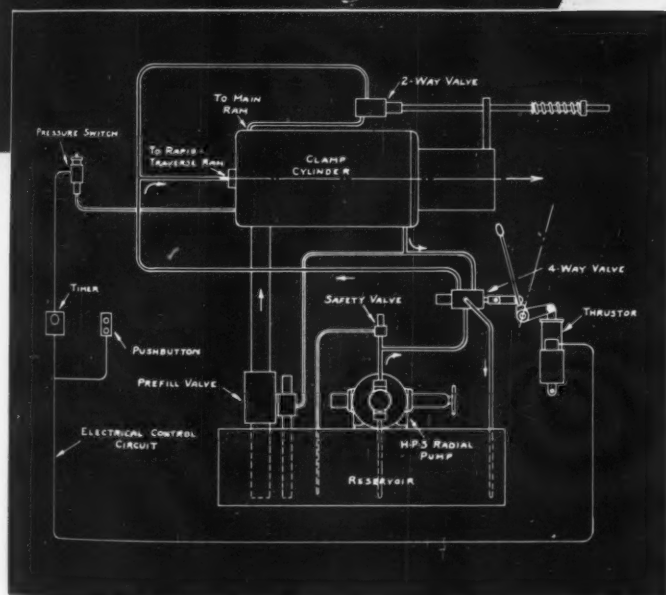 2-WAY VALVE
TO MAIN
RAM
PRESSURE SWITCH
TO RAPID
TRAVERSE RAM
CLAMP
CYLINDER
4-WAY VALVE
TIMER
SAFETY VALVE
THRUSTOR
PUSHBUTTON
PREFILL VALVE
ELECTRICAL CONTROL
CIRCUIT
H-P-S RADIAL
PUMP
RESERVOIR